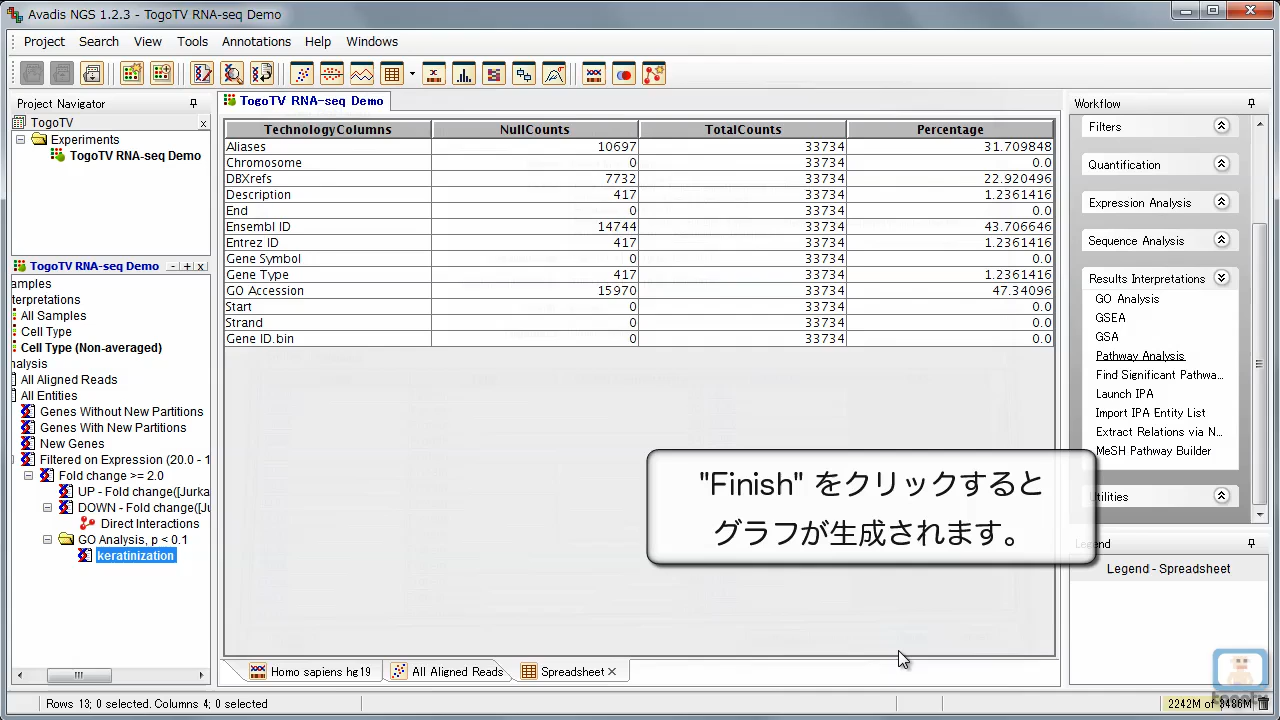 Avadis NGS 1.2.3 - TogoTV RNA-seq Demo
Project Search View Tools Annotations Help Windows
Project Navigator
TogoTV
Experiments
TogoTV RNA-seq Demo
TogoTV RNA-seq Demo
amples
terpretations
All Samples
Cell Type
Cell Type (Non-averaged)
nalysis
All Aligned Reads
All Entities
Genes Without New Partitions
Genes With New Partitions
New Genes
Filtered on Expression (20.0 - 1
Fold change >= 2.0
UP - Fold change([Jurka
DOWN - Fold change([Ju
Direct Interactions
GO Analysis, p < 0.1
keratinization
TogoTV RNA-seq Demo
TechnologyColumns NullCounts TotalCounts Percentage
Aliases 10697 33734 31.709848
Chromosome 0 33734 0.0
DBXrefs 7732 33734 22.920496
Description 417 33734 1.2361416
End 0 33734 0.0
Ensembl ID 14744 33734 43.706646
Entrez ID 417 33734 1.2361416
Gene Symbol 0 33734 0.0
Gene Type 417 33734 1.2361416
GO Accession 15970 33734 47.34096
Start 0 33734 0.0
Strand 0 33734 0.0
Gene ID.bin 0 33734 0.0
"Finish" をクリックすると
グラフが生成されます。
Homo sapiens hg19 All Aligned Reads Spreadsheet
Workflow
Filters
Quantification
Expression Analysis
Sequence Analysis
Results Interpretations
GO Analysis
GSEA
GSA
Pathway Analysis
Find Significant Pathwa...
Launch IPA
Import IPA Entity List
Extract Relations via N...
MeSH Pathway Builder
Utilities
Legend
Legend - Spreadsheet
Rows 13; 0 selected. Columns 4; 0 selected
2242M of 3486M